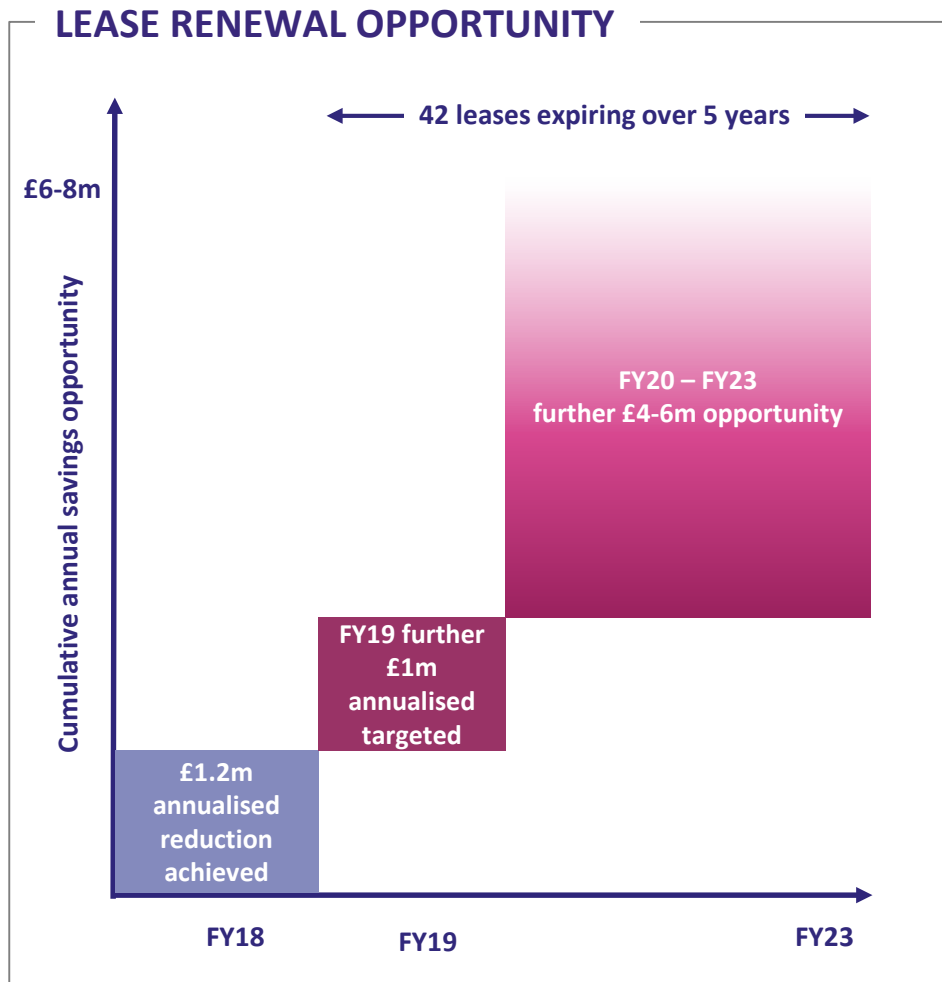 LEASE RENEWAL OPPORTUNITY
42 leases expiring over 5 years
£6-8m
Cumulative annual savings opportunity
FY20 – FY23
further £4-6m opportunity
FY19 further
£1m
annualised
targeted
£1.2m
annualised
reduction
achieved
FY18
FY19
FY23